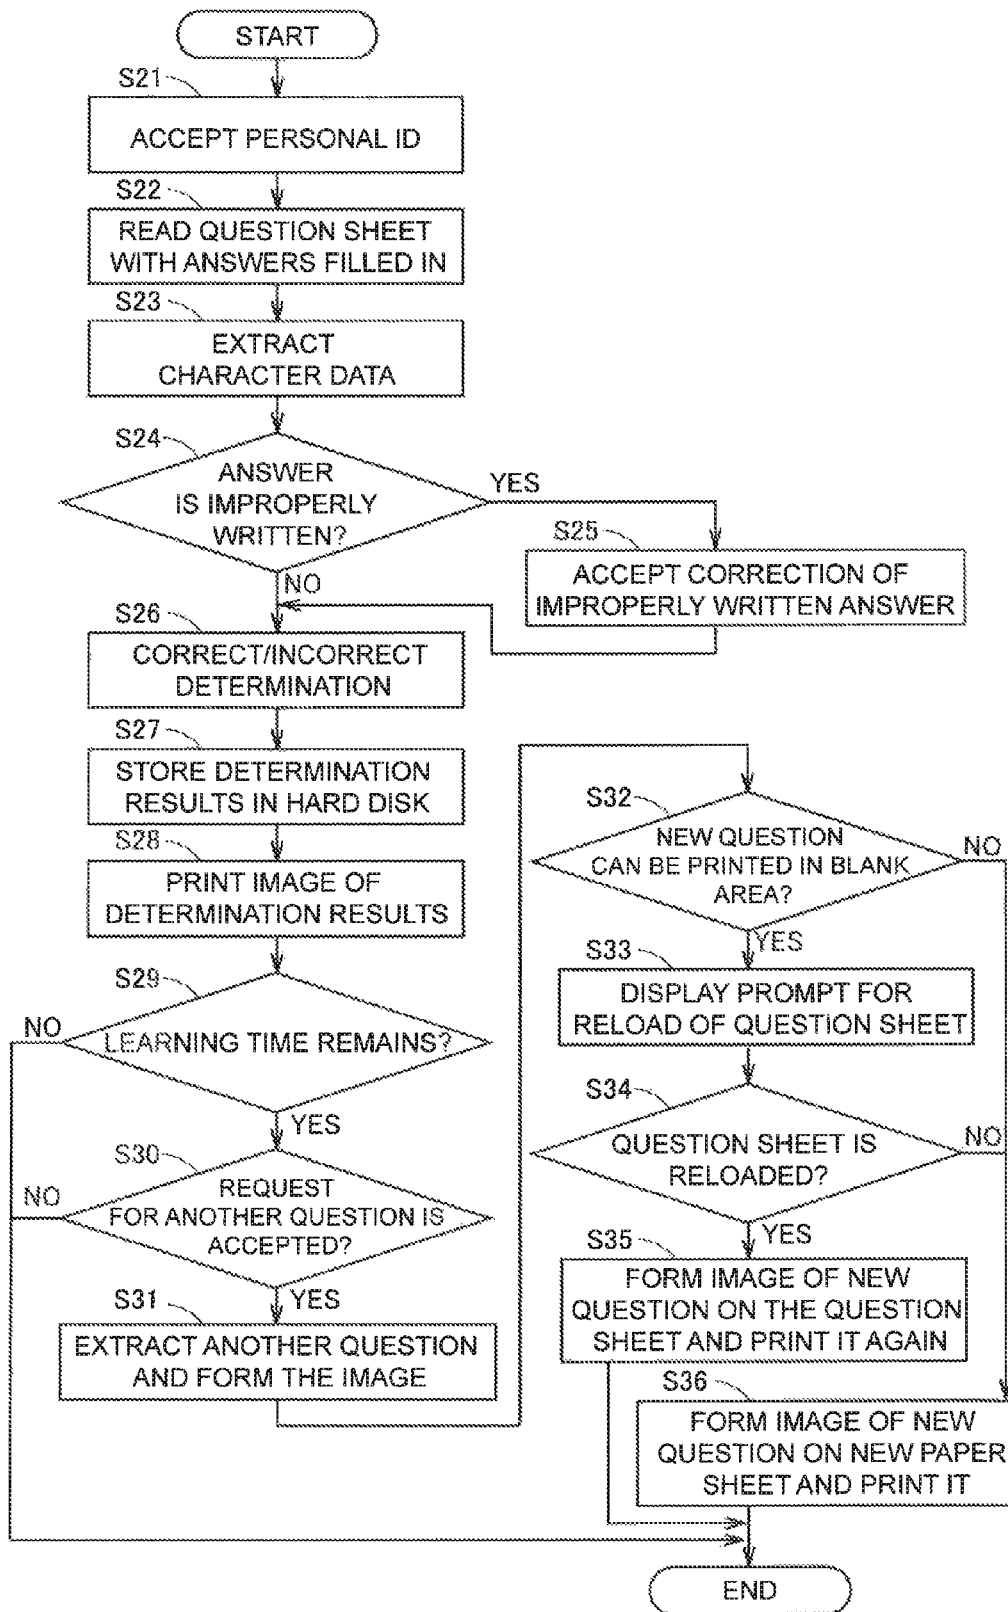 START
S21
ACCEPT PERSONAL ID
S22
READ QUESTION SHEET
WITH ANSWERS FILLED IN
S23
EXTRACT
CHARACTER DATA
S24
ANSWER
IS IMPROPERLY
WRITTEN?
YES
NO
S25
ACCEPT CORRECTION OF
IMPROPERLY WRITTEN ANSWER
S26
CORRECT/INCORRECT
DETERMINATION
S27
STORE DETERMINATION
RESULTS IN HARD DISK
S28
PRINT IMAGE OF
DETERMINATION RESULTS
S29
LEARNING TIME REMAINS?
NO
YES
S30
REQUEST
FOR ANOTHER QUESTION IS
ACCEPTED?
NO
YES
S31
EXTRACT ANOTHER QUESTION
AND FORM THE IMAGE
S32
NEW QUESTION
CAN BE PRINTED IN BLANK
AREA?
NO
YES
S33
DISPLAY PROMPT FOR
RELOAD OF QUESTION SHEET
S34
QUESTION SHEET IS
RELOADED?
NO
YES
S35
FORM IMAGE OF NEW
QUESTION ON THE QUESTION
SHEET AND PRINT IT AGAIN
S36
FORM IMAGE OF NEW
QUESTION ON NEW PAPER
SHEET AND PRINT IT
END